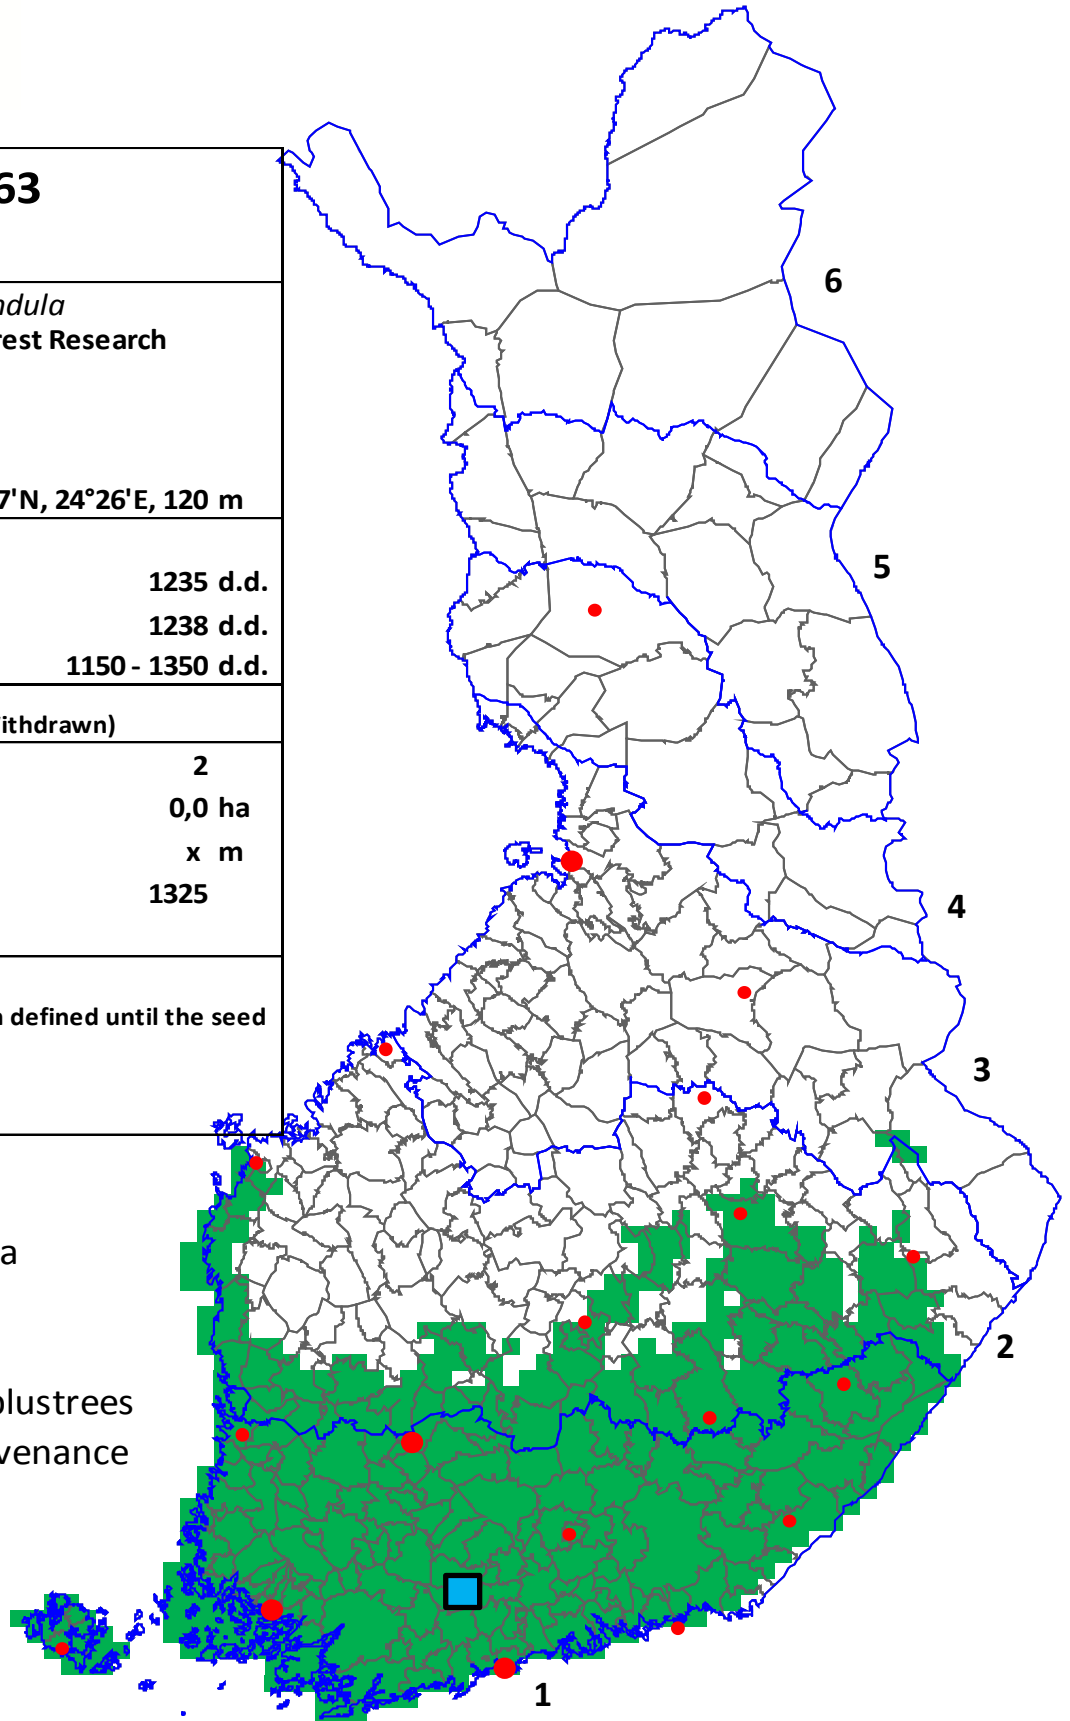 63
ndula
rest Research
7'N, 24°26'E, 120 m
1235 d.d.
1238 d.d.
1150 - 1350 d.d.
ithdrawn)
2
0,0 ha
x m
1325
n defined until the seed
a
plustrees
venance
6
5
4
3
2
1